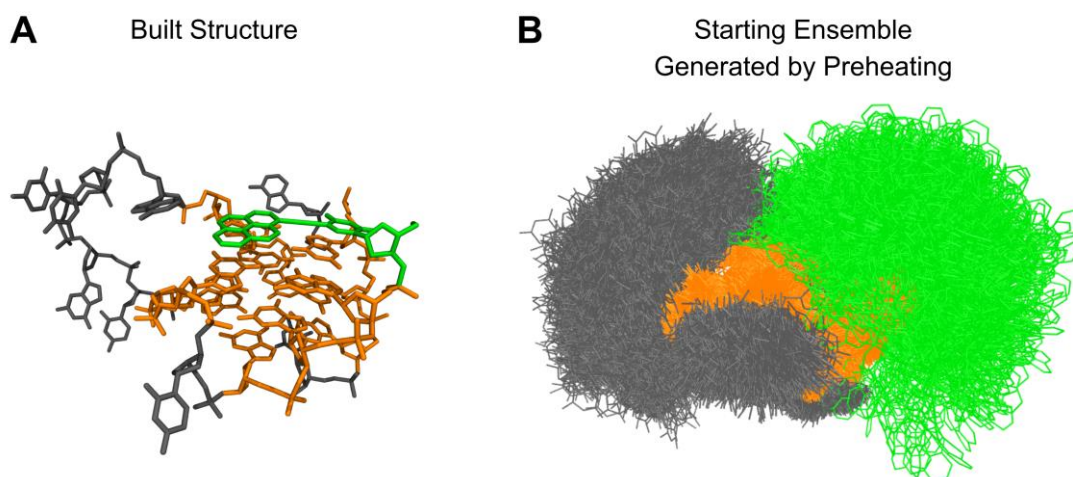 A
Built Structure
B
Starting Ensemble
Generated by Preheating